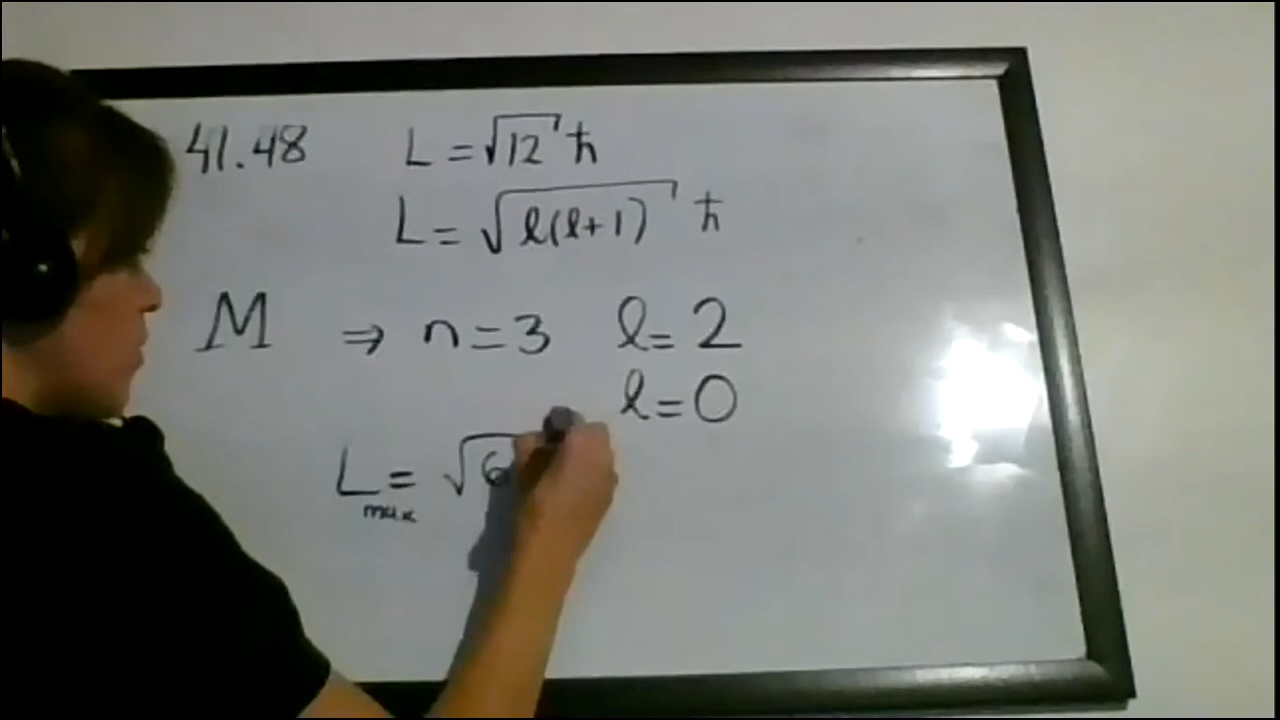 41.48 L = √12 ħ
L = √ℓ(ℓ+1) ħ
M ⇒ n = 3 ℓ = 2
ℓ = 0
L max = √6